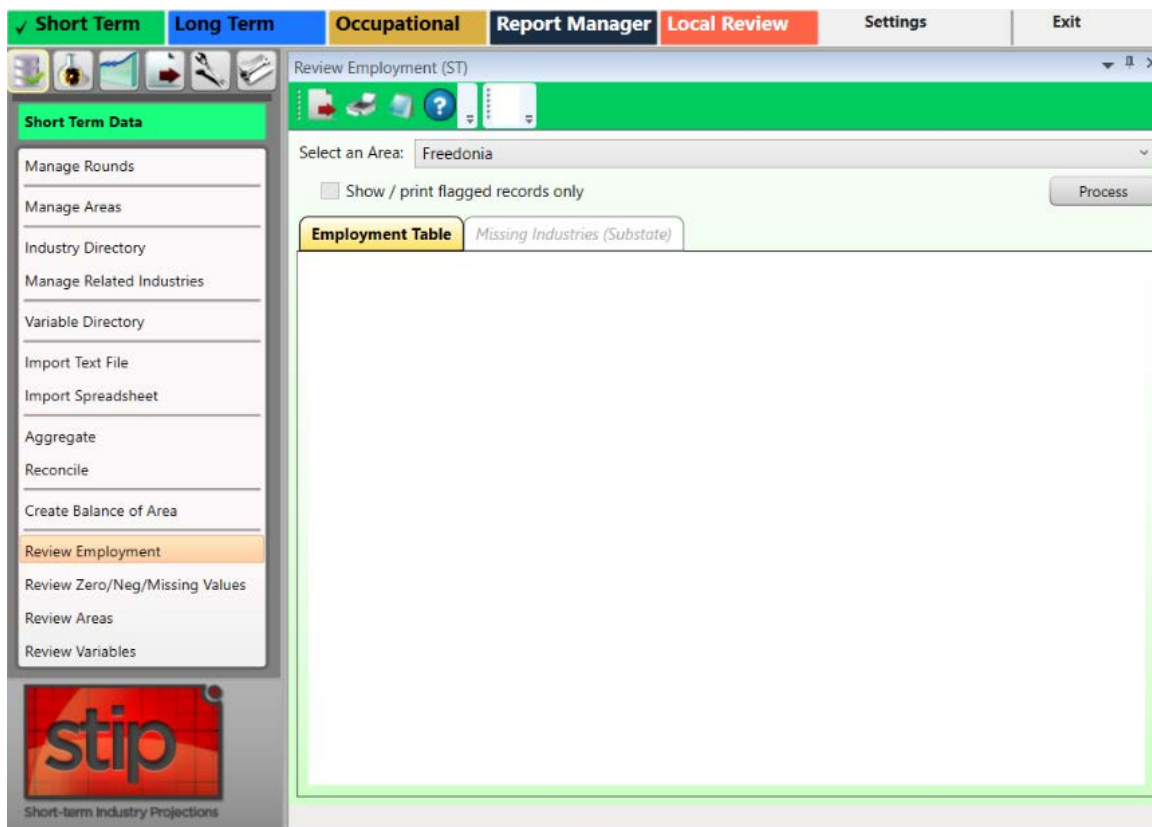 ✓ Short Term Long Term Occupational Report Manager Local Review Settings Exit
Review Employment (ST)
Short Term Data
Select an Area: Freedonia
Show / print flagged records only
Process
Employment Table Missing Industries (Substate)
Manage Rounds
Manage Areas
Industry Directory
Manage Related Industries
Variable Directory
Import Text File
Import Spreadsheet
Aggregate
Reconcile
Create Balance of Area
Review Employment
Review Zero/Neg/Missing Values
Review Areas
Review Variables
stip
Short-term Industry Projections